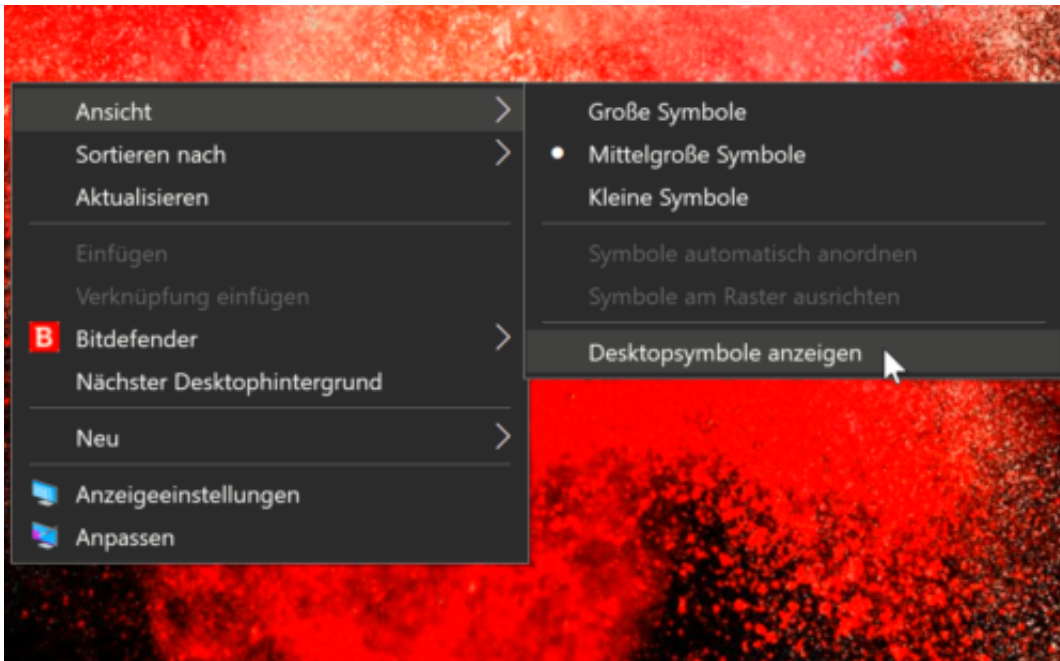 Ansicht
Sortieren nach
Aktualisieren
Einfügen
Verknüpfung einfügen
B Bitdefender
Nächster Desktophintergrund
Neu
Anzeigeeinstellungen
Anpassen
Große Symbole
Mittelgroße Symbole
Kleine Symbole
Symbole automatisch anordnen
Symbole am Raster ausrichten
Desktopsymbole anzeigen